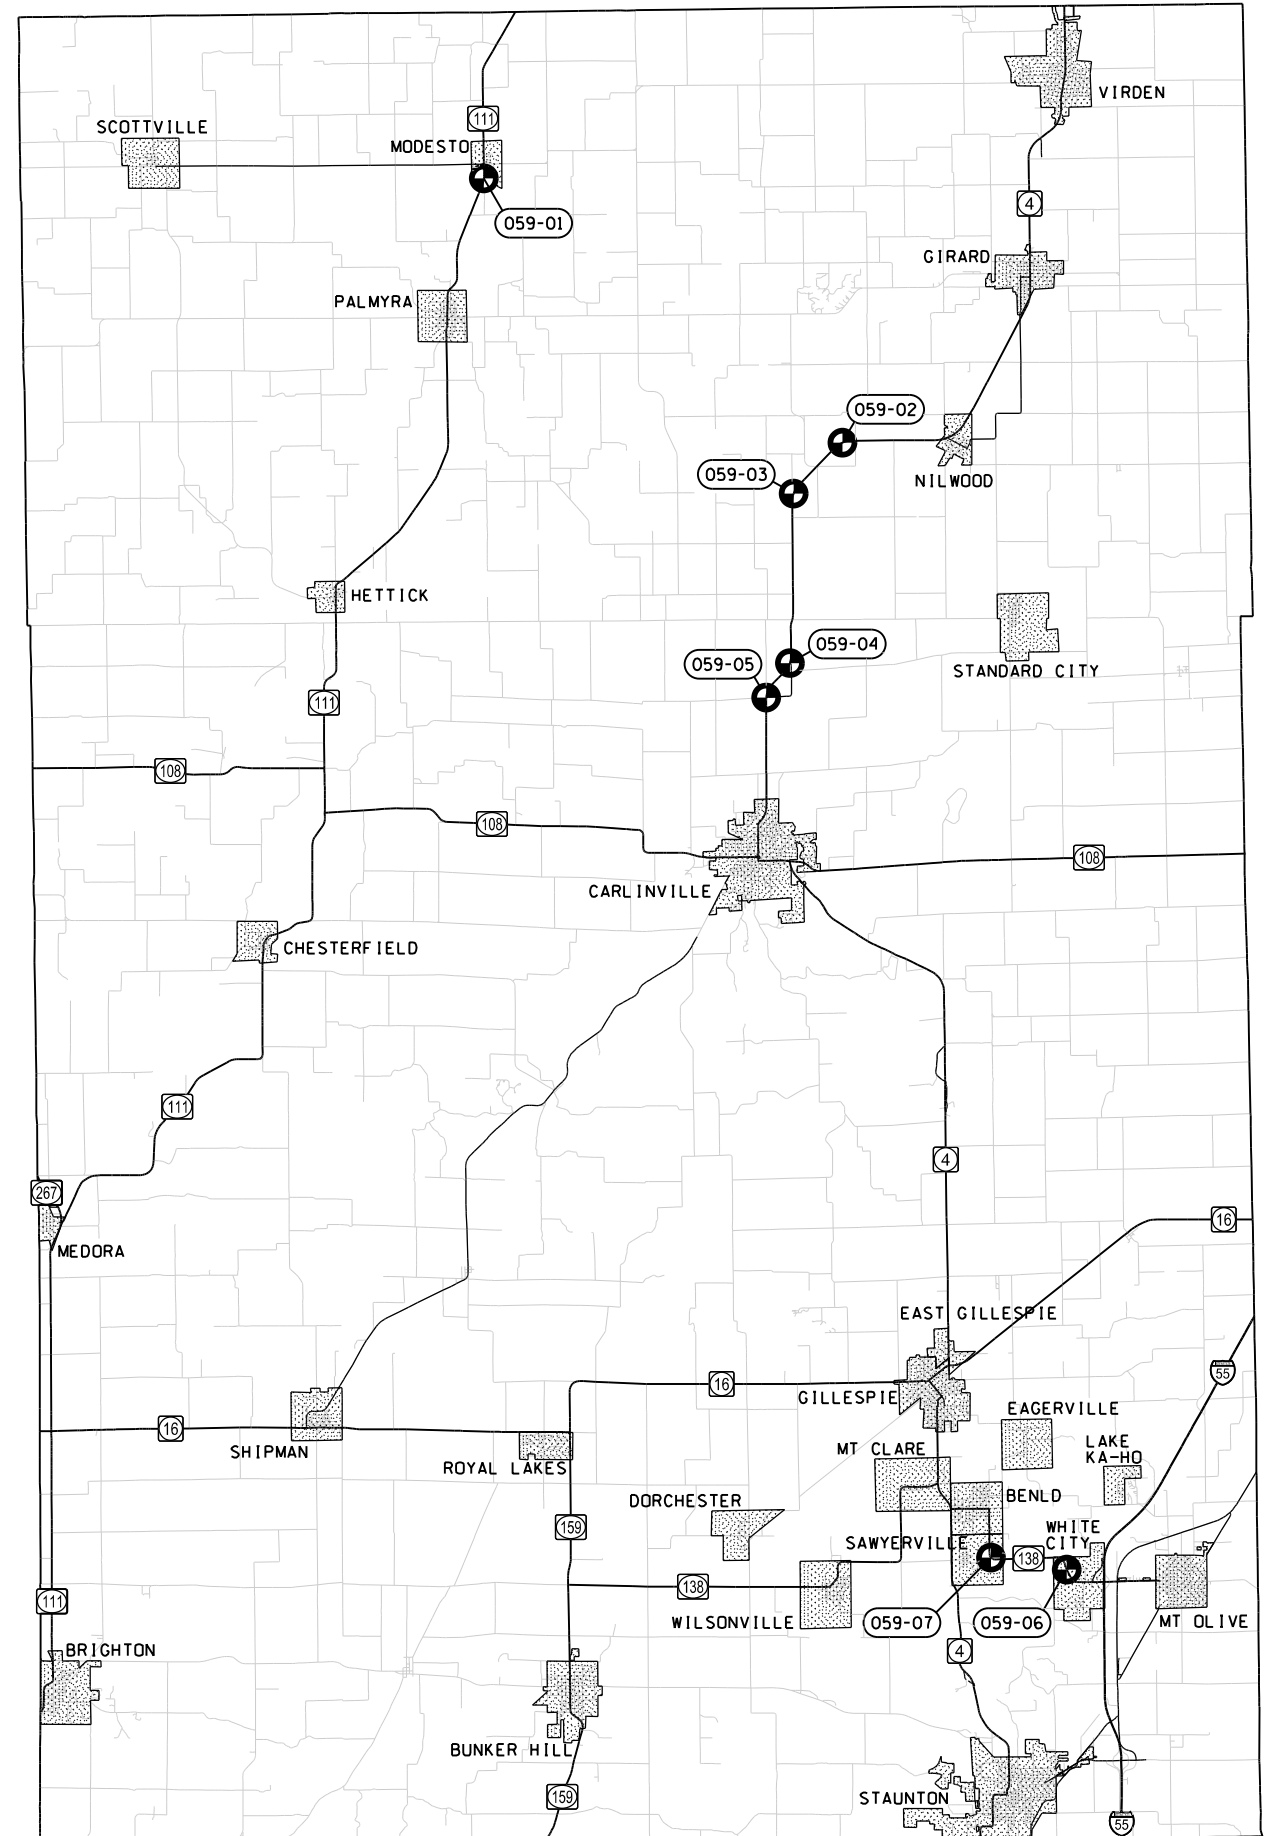 VIRDEN
111
SCOTTVILLE
MODESTO
4
059-01
GIRARD
PALMYRA
059-02
059-03
NILWOOD
HETTICK
059-04
059-05
STANDARD CITY
111
108
108
108
CARLINVILLE
CHESTERFIELD
111
4
267
16
MEDORA
EAST GILLESPIE
55
16
GILLESPIE
EAGERVILLE
16
SHIPMAN
MT CLARE
LAKE
KA-HO
ROYAL LAKES
DORCHESTER
BENLD
159
WHITE
CITY
SAWYERVILLE
138
138
111
WILSONVILLE
059-07
059-06
MT OLIVE
BRIGHTON
4
BUNKER HILL
159
STAUNTON
55